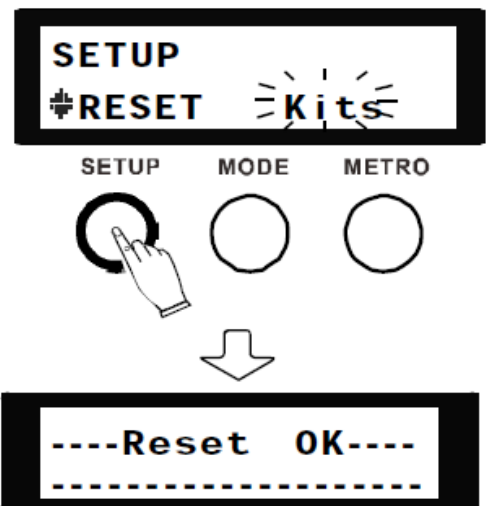 SETUP
RESET Kits
SETUP MODE METRO
----Reset OK----
--------------------